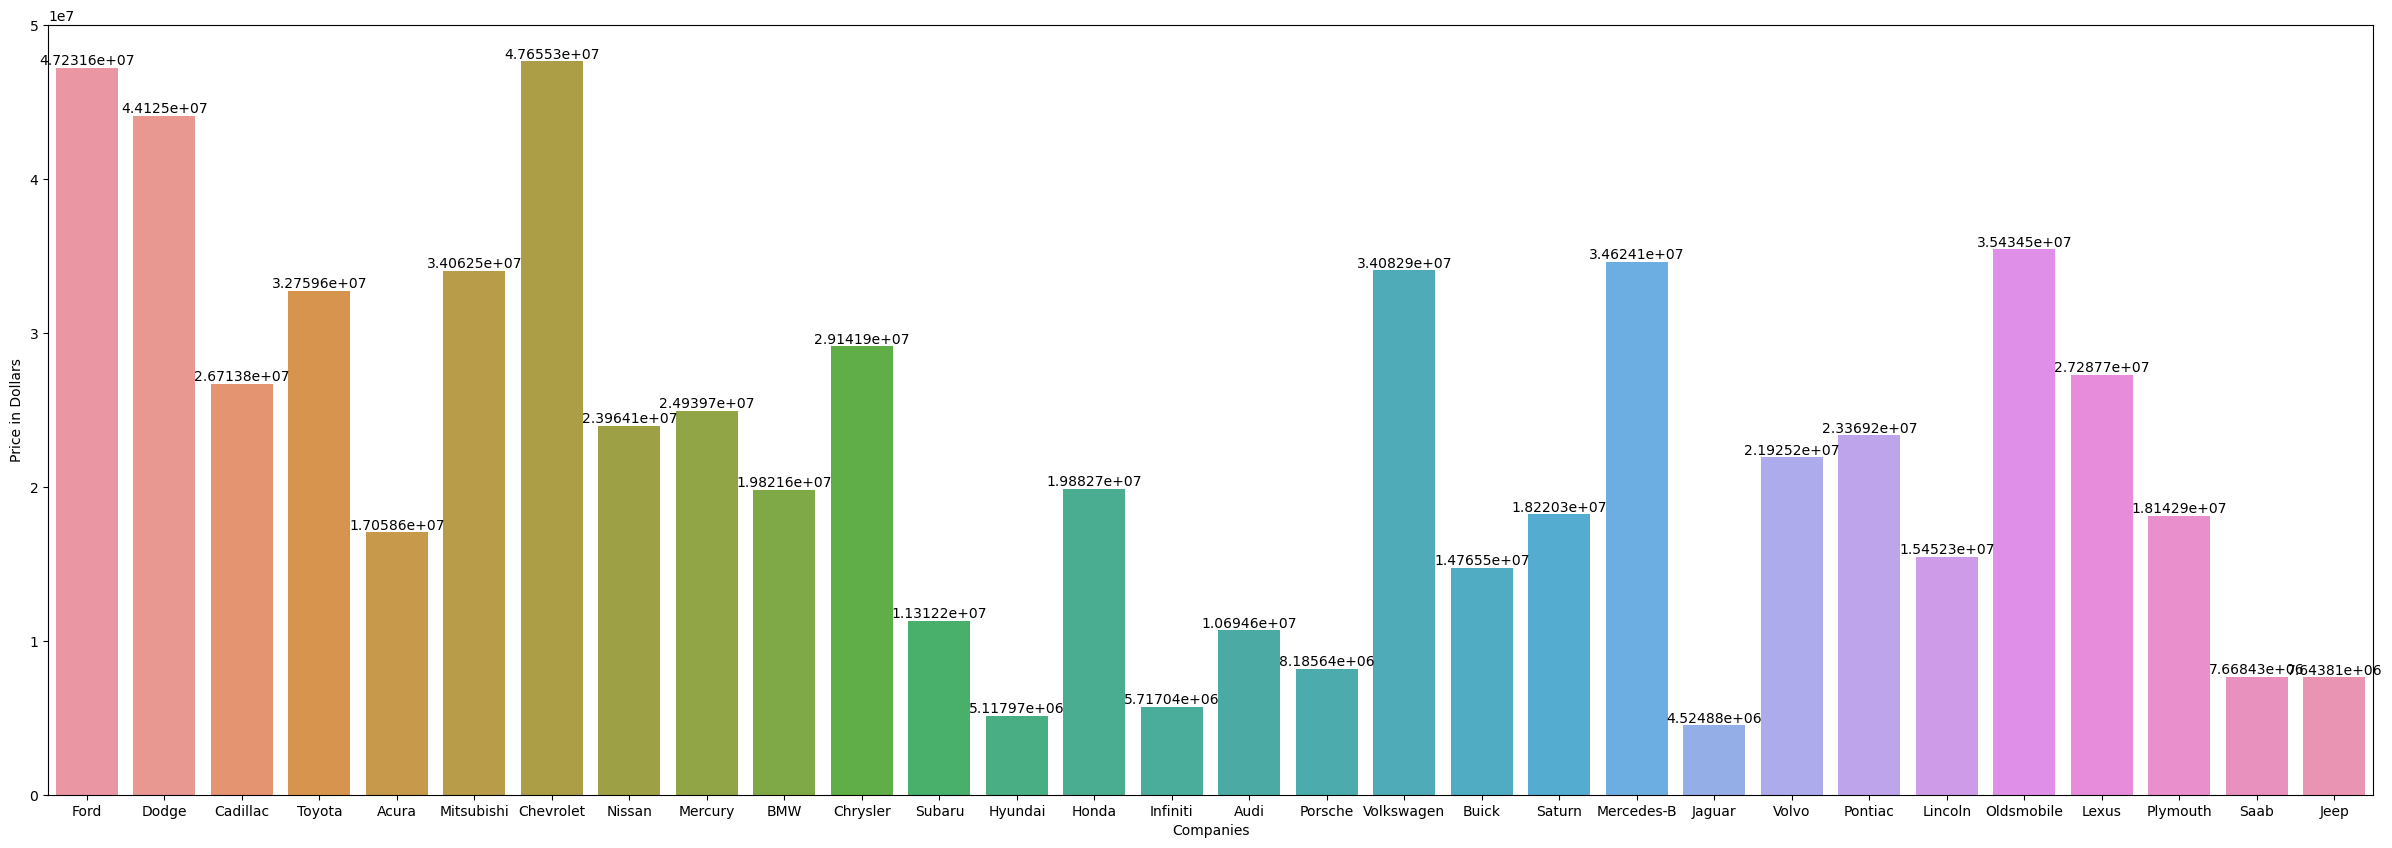 1e7
5
4
3
2
1
0
Price in Dollars
4.72316e+07
4.4125e+07
2.67138e+07
3.27596e+07
1.70586e+07
3.40625e+07
4.76553e+07
2.39641e+07
2.49397e+07
1.98216e+07
2.91419e+07
1.13122e+07
5.11797e+06
1.98827e+07
5.71704e+06
1.06946e+07
8.18564e+06
3.40829e+07
1.47655e+07
1.82203e+07
3.46241e+07
4.52488e+06
2.19252e+07
2.33692e+07
1.54523e+07
3.54345e+07
2.72877e+07
1.81429e+07
7.66843e+06
7.64381e+06
Ford Dodge Cadillac Toyota Acura Mitsubishi Chevrolet Nissan Mercury BMW Chrysler Subaru Hyundai Honda Infiniti Audi Porsche Volkswagen Buick Saturn Mercedes-B Jaguar Volvo Pontiac Lincoln Oldsmobile Lexus Plymouth Saab Jeep
Companies